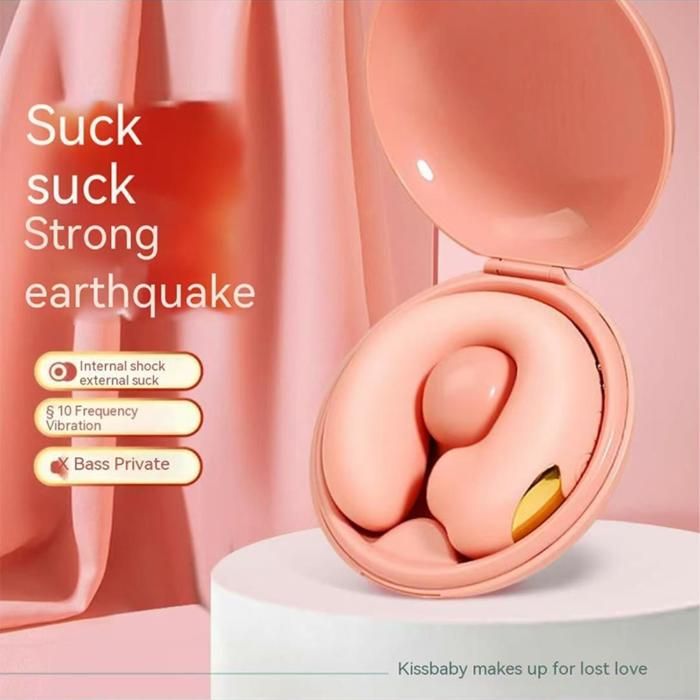 Suck
suck
Strong
earthquake
Internal shock
external suck
§ 10 Frequency
Vibration
X Bass Private
Kissbaby makes up for lost love